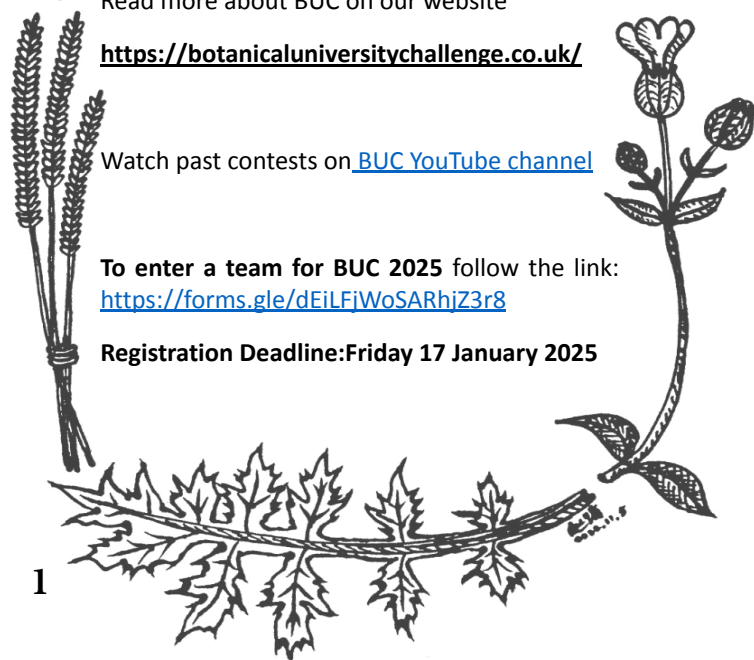 Read more about BUC on our website
https://botanicaluniversitychallenge.co.uk/
Watch past contests on BUC YouTube channel
To enter a team for BUC 2025 follow the link:
https://forms.gle/dEiLFjWoSARhjZ3r8
Registration Deadline:Friday 17 January 2025
1